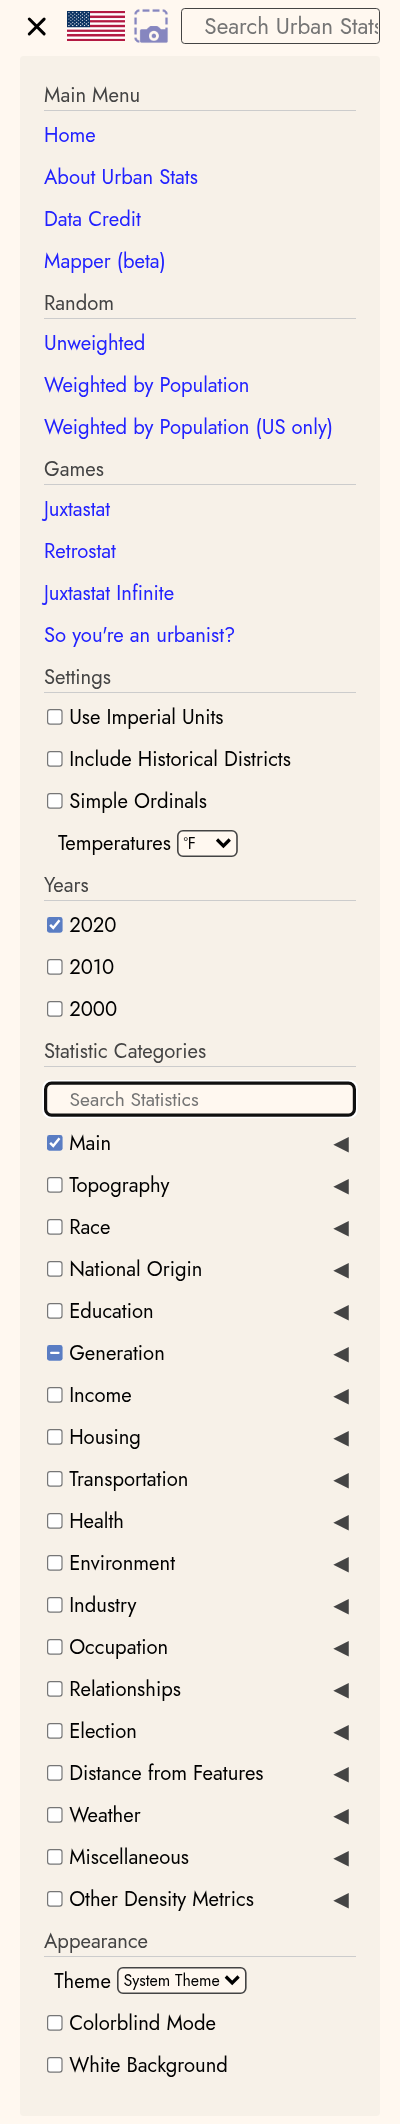 Search Urban Stats
Main Menu
Home
About Urban Stats
Data Credit
Mapper (beta)
Random
Unweighted
Weighted by Population
Weighted by Population (US only)
Games
Juxtastat
Retrostat
Juxtastat Infinite
So you're an urbanist?
Settings
Use Imperial Units
Include Historical Districts
Simple Ordinals
Temperatures °F
Years
2020
2010
2000
Statistic Categories
Search Statistics
Main
Topography
Race
National Origin
Education
Generation
Income
Housing
Transportation
Health
Environment
Industry
Occupation
Relationships
Election
Distance from Features
Weather
Miscellaneous
Other Density Metrics
Appearance
Theme System Theme
Colorblind Mode
White Background